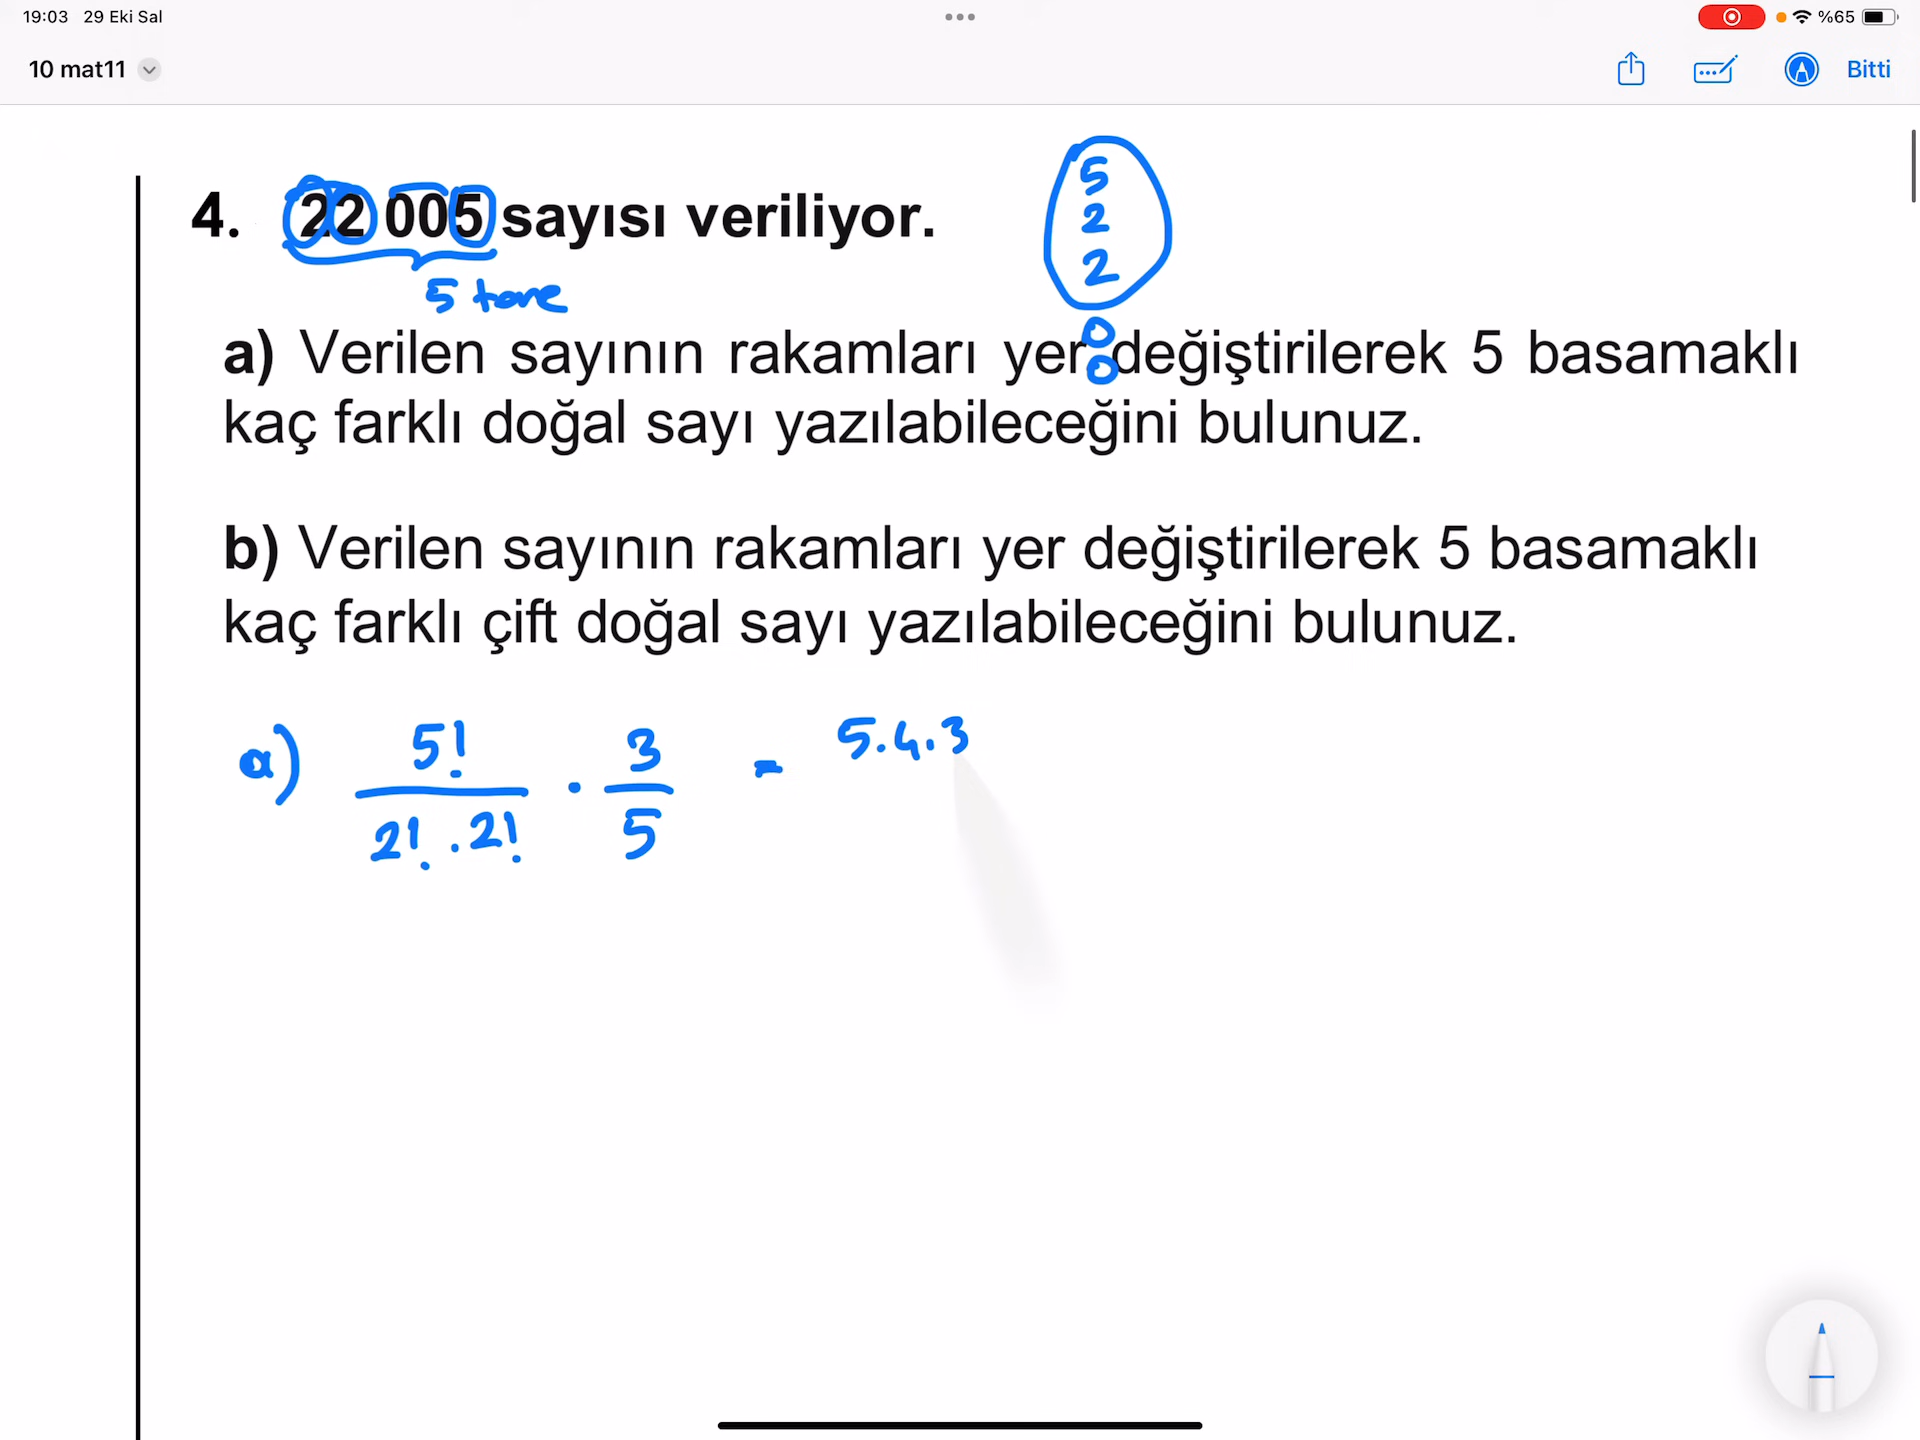 19:03 29 Eki Sal
%65
10 mat11
Bitti
4. 22 005 sayısı veriliyor.
5 tane
5
2
2
0
0
a) Verilen sayının rakamları yer değiştirilerek 5 basamaklı
kaç farklı doğal sayı yazılabileceğini bulunuz.
b) Verilen sayının rakamları yer değiştirilerek 5 basamaklı
kaç farklı çift doğal sayı yazılabileceğini bulunuz.
a) 5! / 2! . 2! . 3 / 5 = 5.4.3